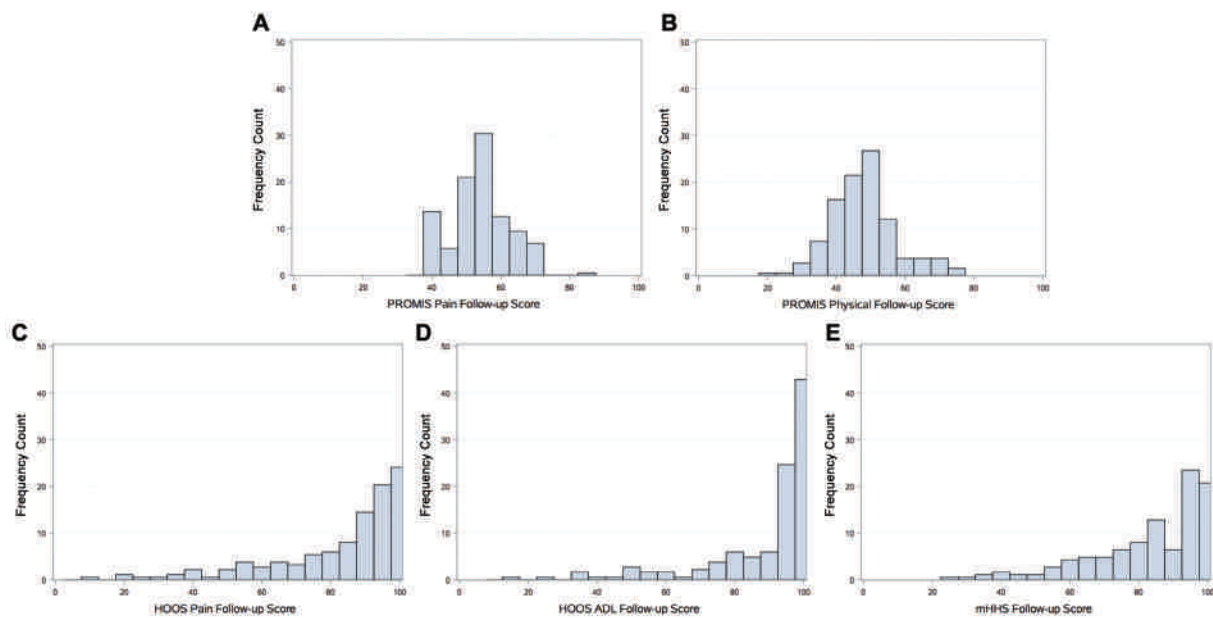 A
50
40
30
20
10
0
Frequency Count
0 20 40 60 80 100
PROMIS Pain Follow-up Score
B
50
40
30
20
10
0
Frequency Count
0 20 40 60 80 100
PROMIS Physical Follow-up Score
C
50
40
30
20
10
0
Frequency Count
0 20 40 60 80 100
HOOS Pain Follow-up Score
D
50
40
30
20
10
0
Frequency Count
0 20 40 60 80 100
HOOS ADL Follow-up Score
E
50
40
30
20
10
0
Frequency Count
0 20 40 60 80 100
mHHS Follow-up Score